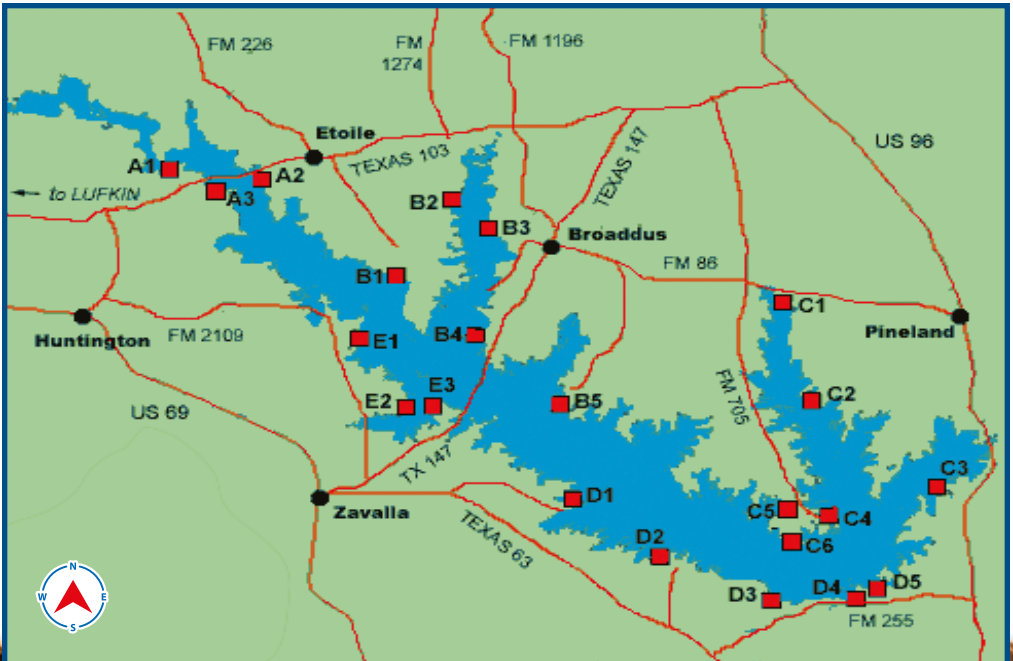 FM 226
FM
1274
FM 1196
Etoile
TEXAS 103
TEXAS 147
US 96
A1
A2
A3
← to LUFKIN
B2
B3
Broaddus
FM 86
B1
C1
Huntington
FM 2109
E1
B4
Pineland
US 69
E2
E3
B5
FM 705
C2
TX 147
C3
Zavalla
D1
C5
C4
TEXAS 63
D2
C6
D3
D4
D5
FM 255
N
W
E
S